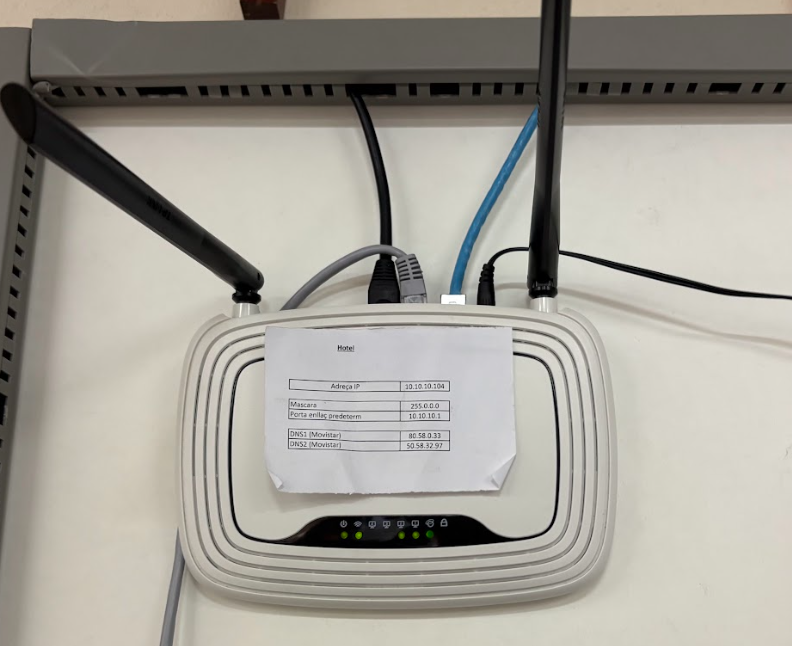 Hotel
Adreça IP 10.10.10.104
Mascara 255.0.0.0
Porta enllaç predeterm 10.10.10.1
DNS1 (Movistar) 80.58.0.33
DNS2 (Movistar) 80.58.32.97